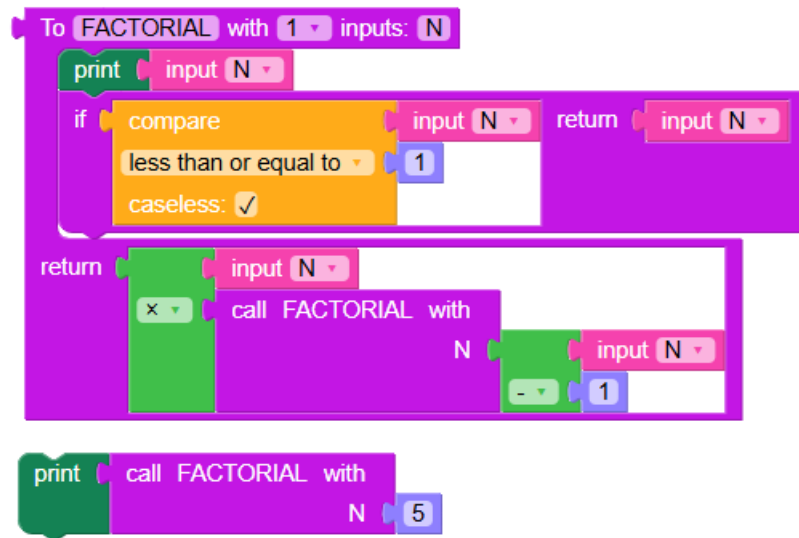 To FACTORIAL with 1 inputs: N
print input N
if compare input N return input N
less than or equal to 1
caseless: ✓
return input N
× call FACTORIAL with
N input N
- 1
print call FACTORIAL with
N 5